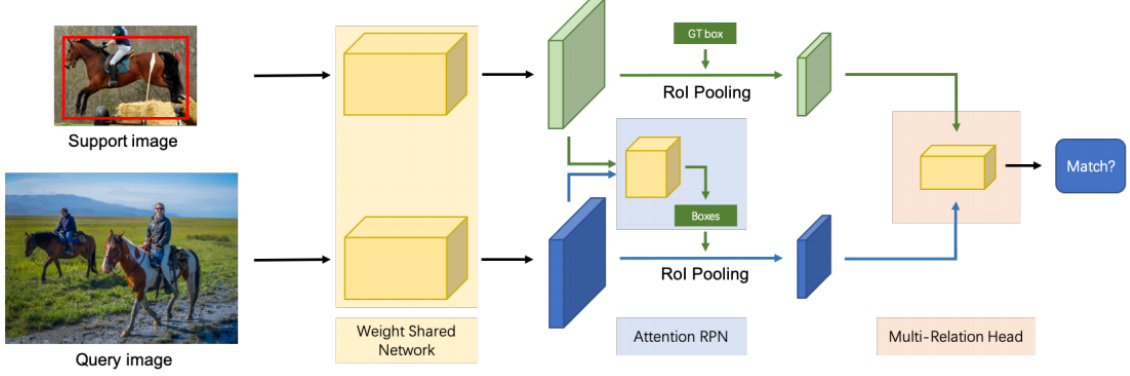 GT box
RoI Pooling
Support image
Match?
Boxes
RoI Pooling
Weight Shared
Network
Attention RPN
Multi-Relation Head
Query image